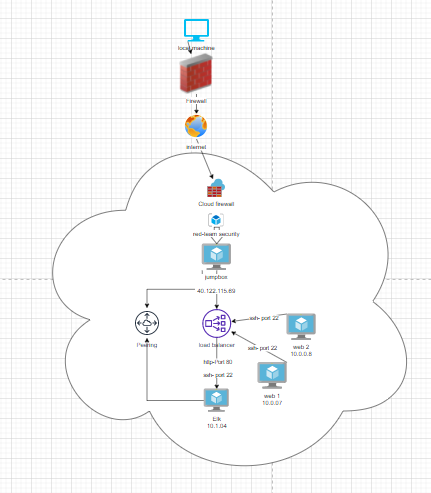 local machine
Firewall
internet
Cloud firewall
red-team security
jumpbox
40.122.115.89
ssh- port 22
Peering
load balancer
web 2
10.0.0.8
ssh- port 22
http-Port 80
ssh- port 22
web 1
10.0.07
Elk
10.1.04